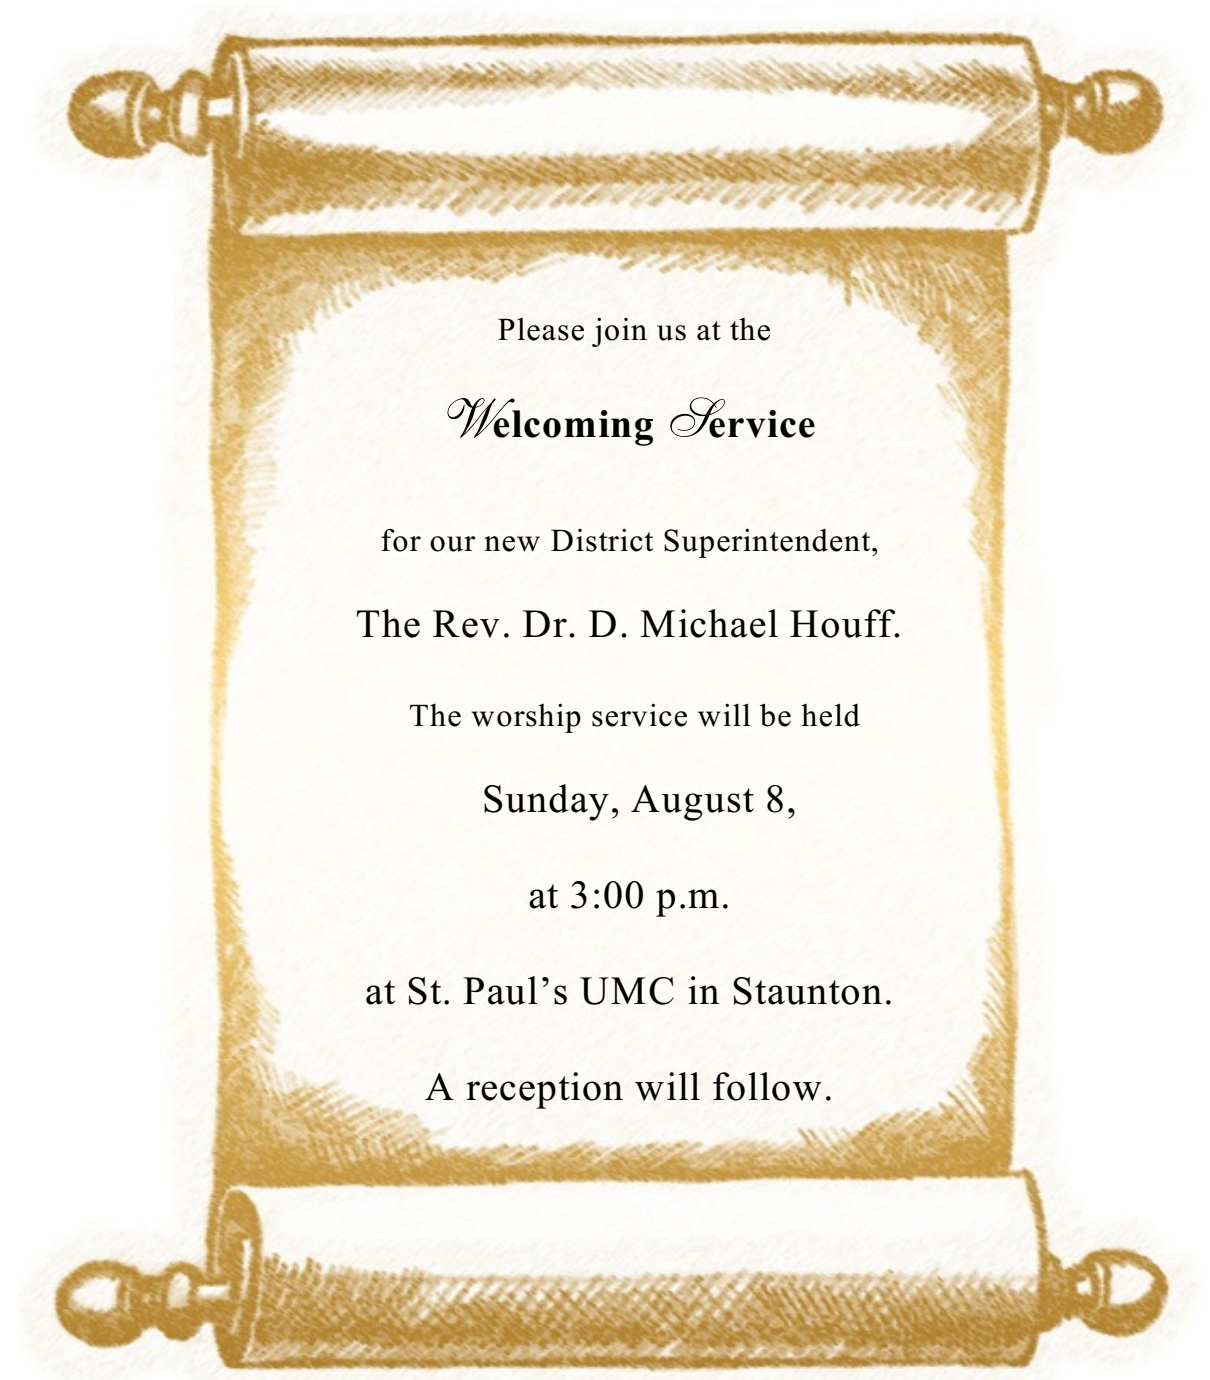 Please join us at the
Welcoming Service
for our new District Superintendent,
The Rev. Dr. D. Michael Houff.
The worship service will be held
Sunday, August 8,
at 3:00 p.m.
at St. Paul’s UMC in Staunton.
A reception will follow.